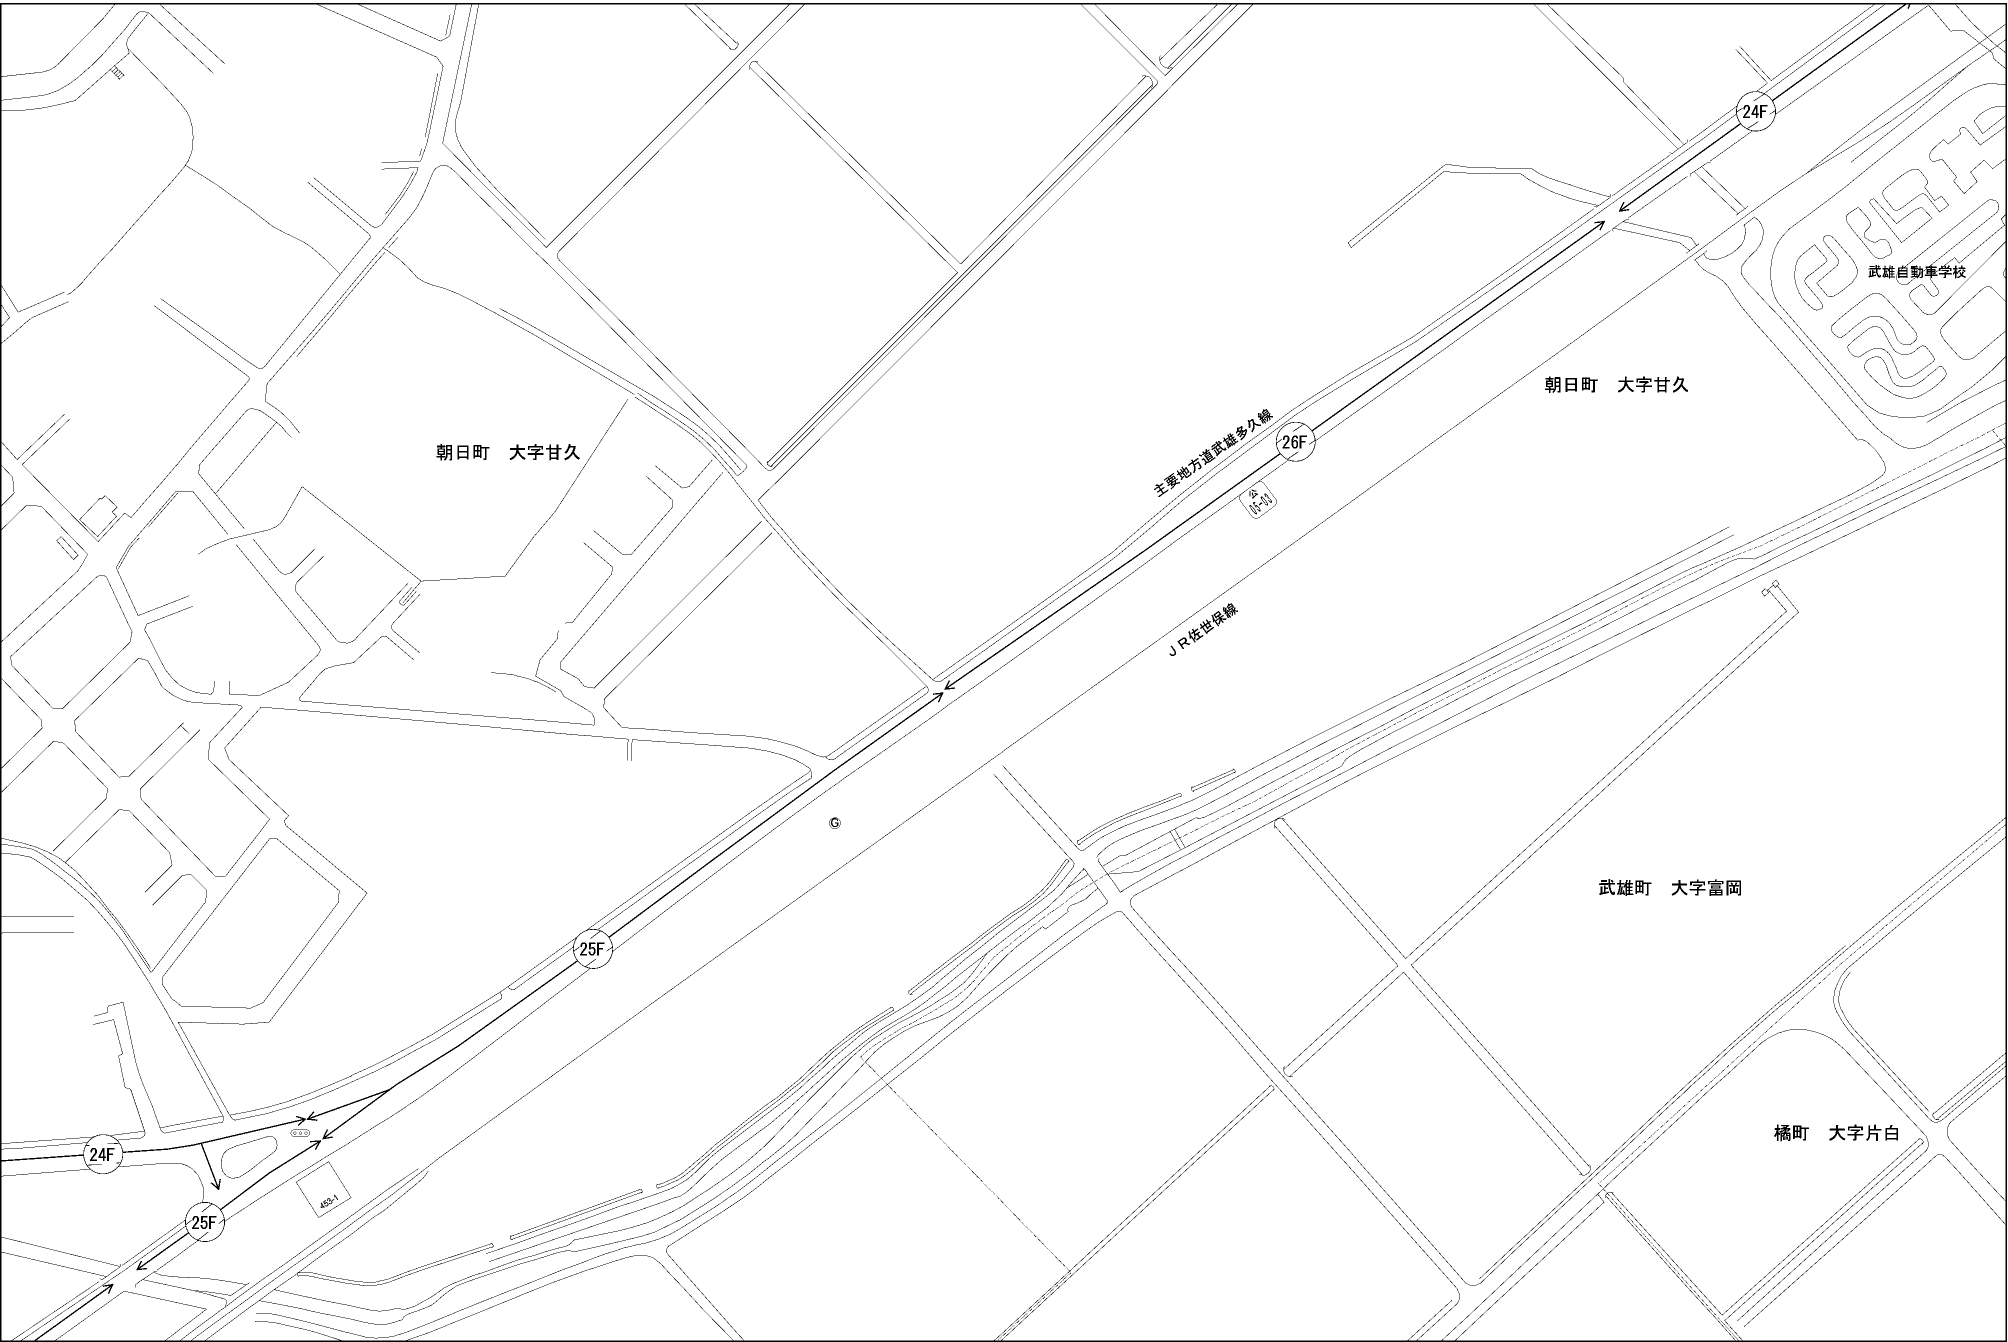 24F
武雄自動車学校
朝日町　大字甘久
主要地方道武雄多久線
26F
朝日町　大字甘久
公
05-03
ＪＲ佐世保線
G
武雄町　大字富岡
25F
橘町　大字片白
24F
453-1
25F